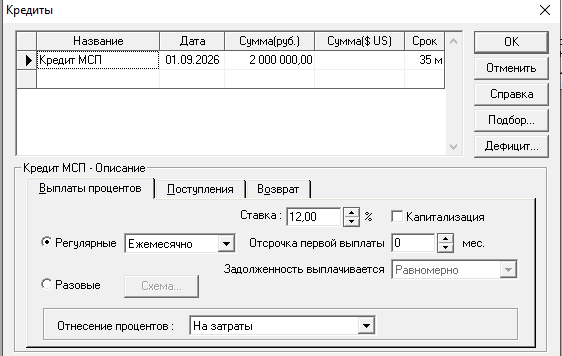 Кредиты
Название Дата Сумма(руб.) Сумма($ US) Срок
Кредит МСП 01.09.2026 2 000 000,00 35 м
OK
Отменить
Справка
Подбор...
Дефицит...
Кредит МСП - Описание
Выплаты процентов Поступления Возврат
Ставка : 12,00 % Капитализация
Регулярные Ежемесячно Отсрочка первой выплаты 0 мес.
Задолженность выплачивается Равномерно
Разовые Схема...
Отнесение процентов : На затраты